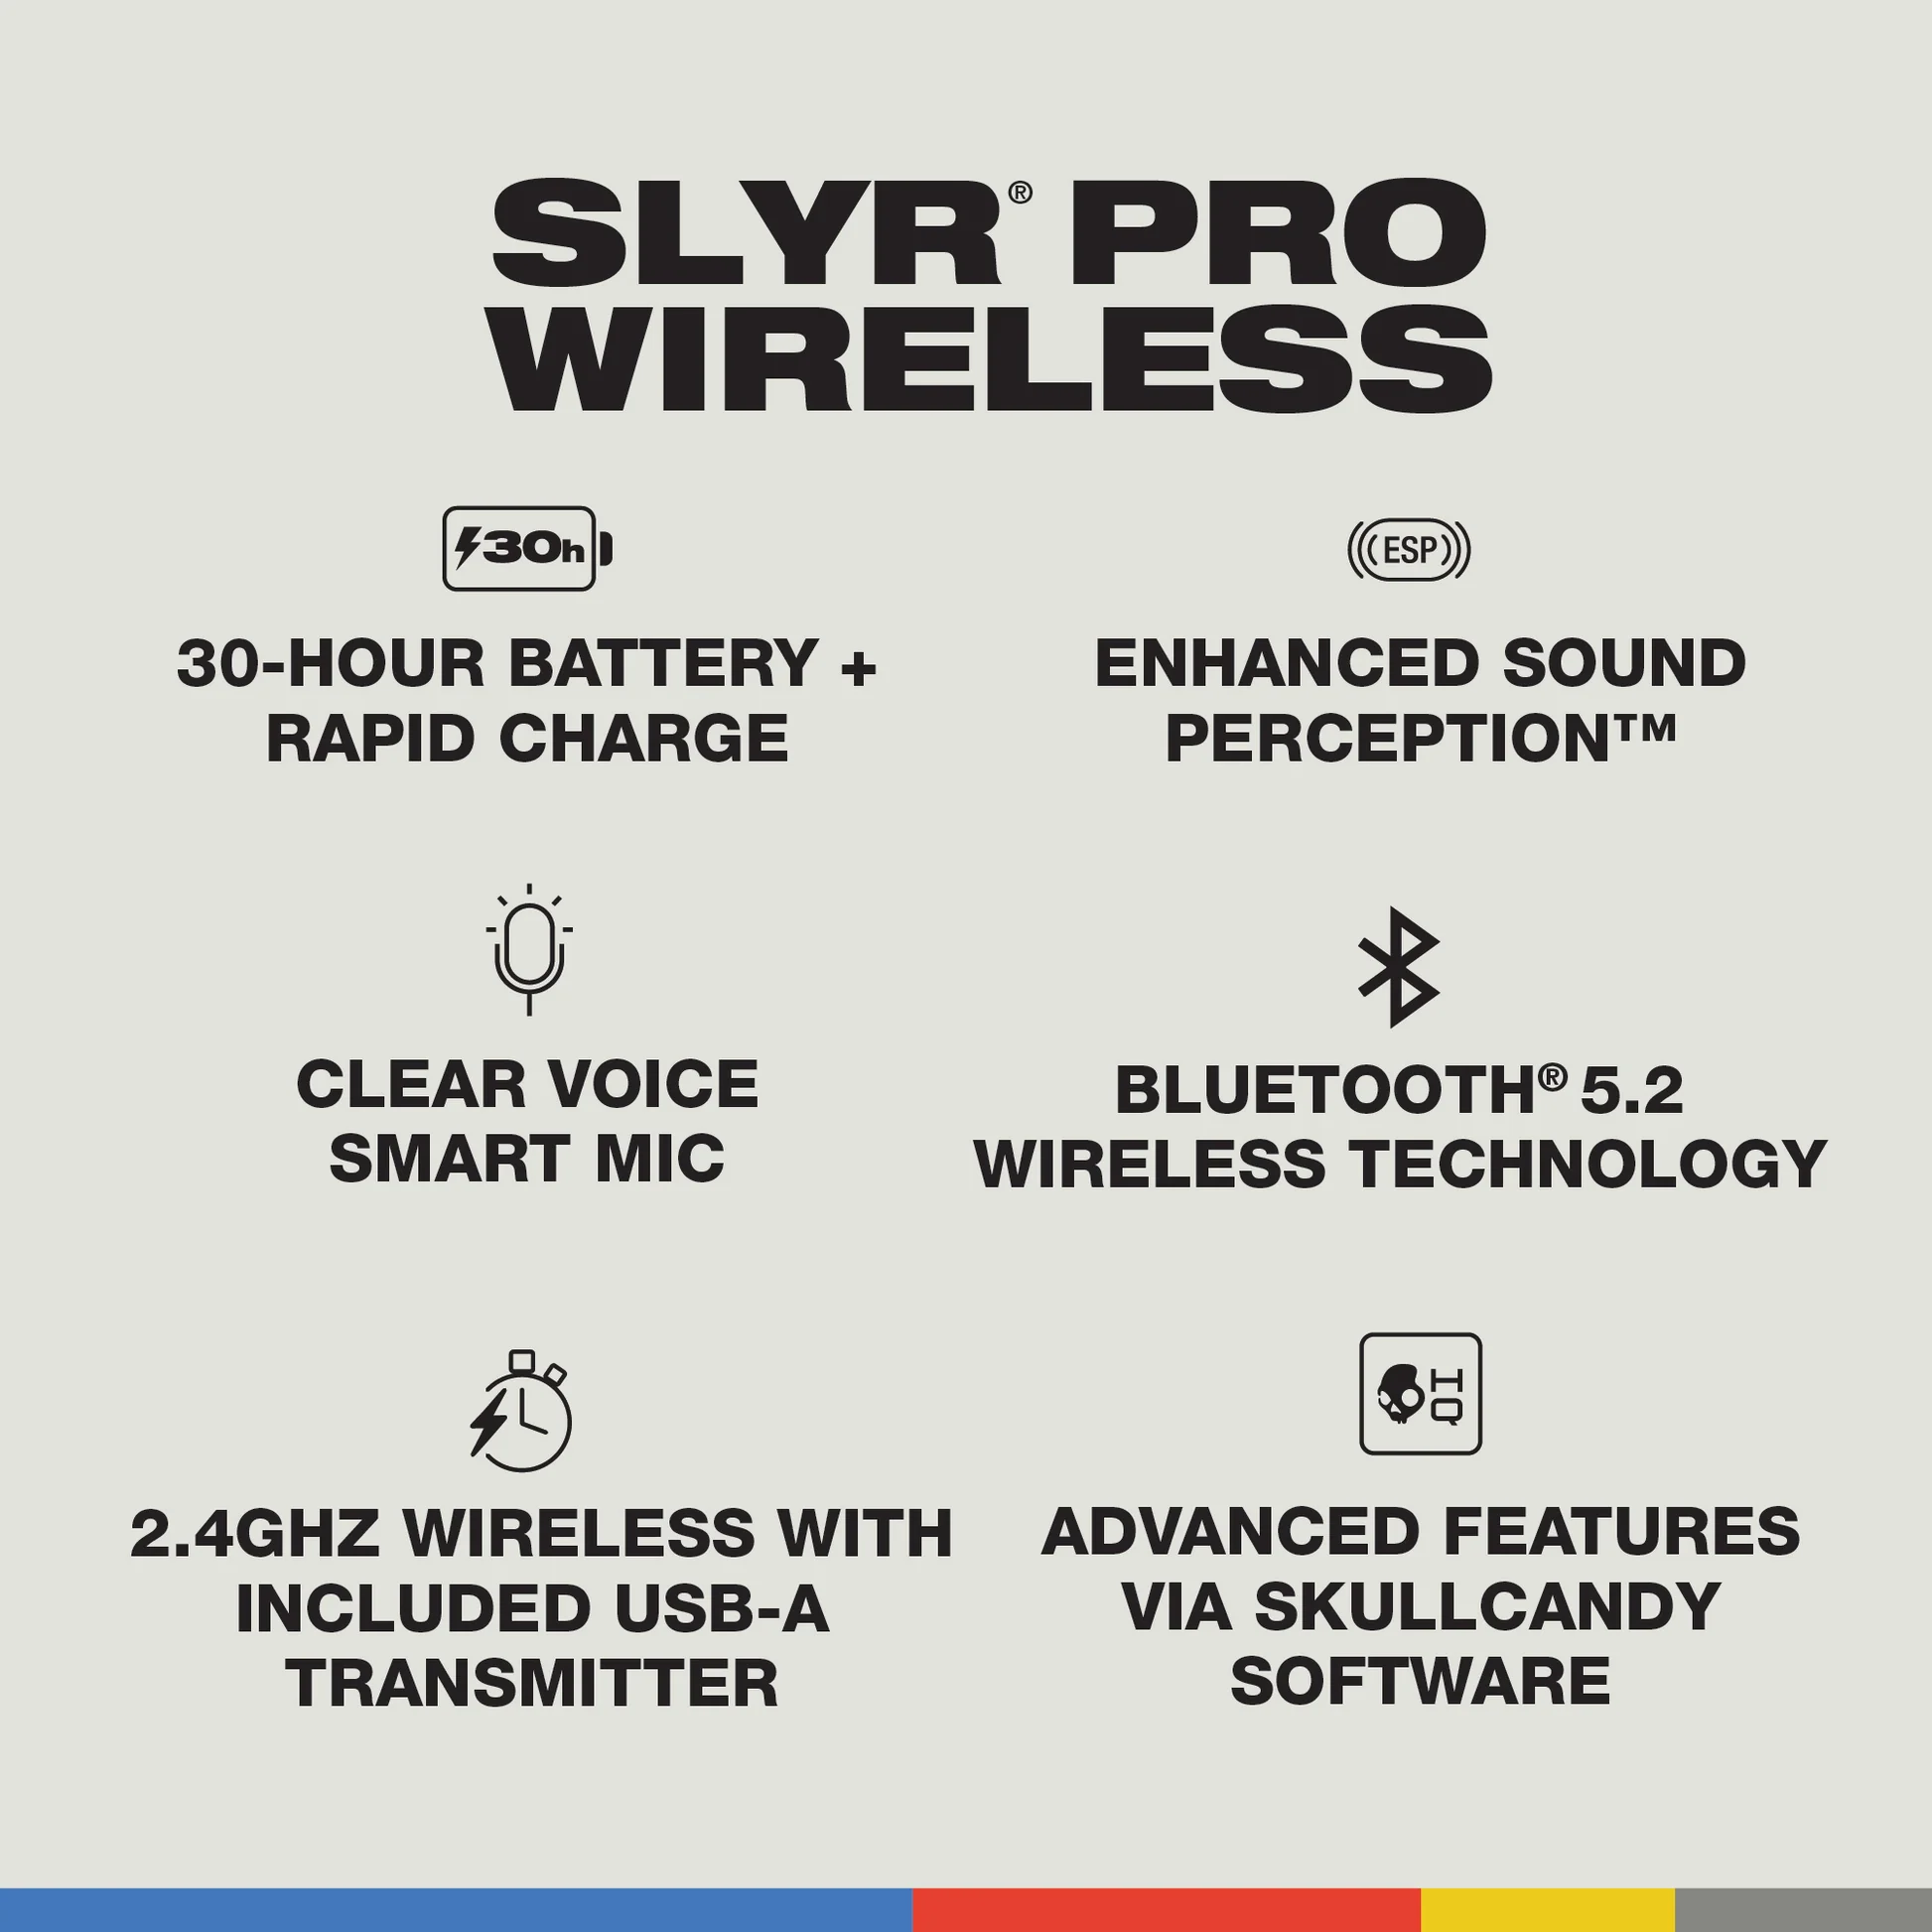 SLYR® PRO
WIRELESS
30h
30-HOUR BATTERY +
RAPID CHARGE
ESP
ENHANCED SOUND
PERCEPTION™
CLEAR VOICE
SMART MIC
BLUETOOTH® 5.2
WIRELESS TECHNOLOGY
2.4GHZ WIRELESS WITH
INCLUDED USB-A
TRANSMITTER
HQ
ADVANCED FEATURES
VIA SKULLCANDY
SOFTWARE